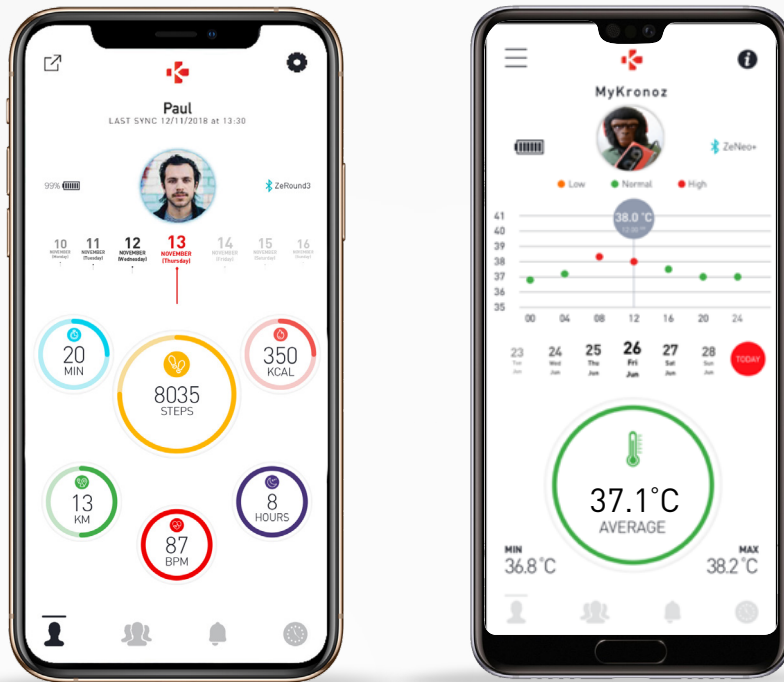 Paul
LAST SYNC 12/11/2018 at 13:30
99%
ZeRound3
10 11 12 13 14 15 16
NOVEMBER NOVEMBER NOVEMBER NOVEMBER NOVEMBER NOVEMBER NOVEMBER
(Monday) (Tuesday) (Wednesday) (Thursday) (Friday) (Saturday) (Sunday)
20
MIN
350
KCAL
8035
STEPS
13
KM
8
HOURS
87
BPM
MyKronoz
ZeNeo+
Low Normal High
38.0 °C
41
40
39
38
37
36
35
00 04 08 12 16 20 24
23 24 25 26 27 28 TODAY
Tue Wed Thu Fri Sat Sun
Jun Jun Jun Jun Jun Jun
37.1°C
AVERAGE
MIN
36.8°C
MAX
38.2°C